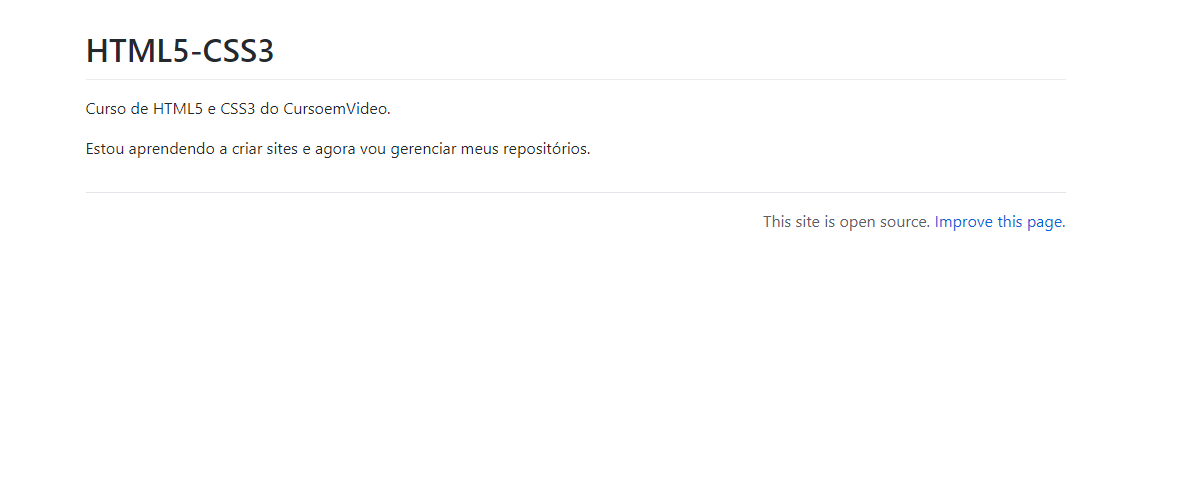 HTML5-CSS3
Curso de HTML5 e CSS3 do CursoemVideo.
Estou aprendendo a criar sites e agora vou gerenciar meus repositórios.
This site is open source. Improve this page.